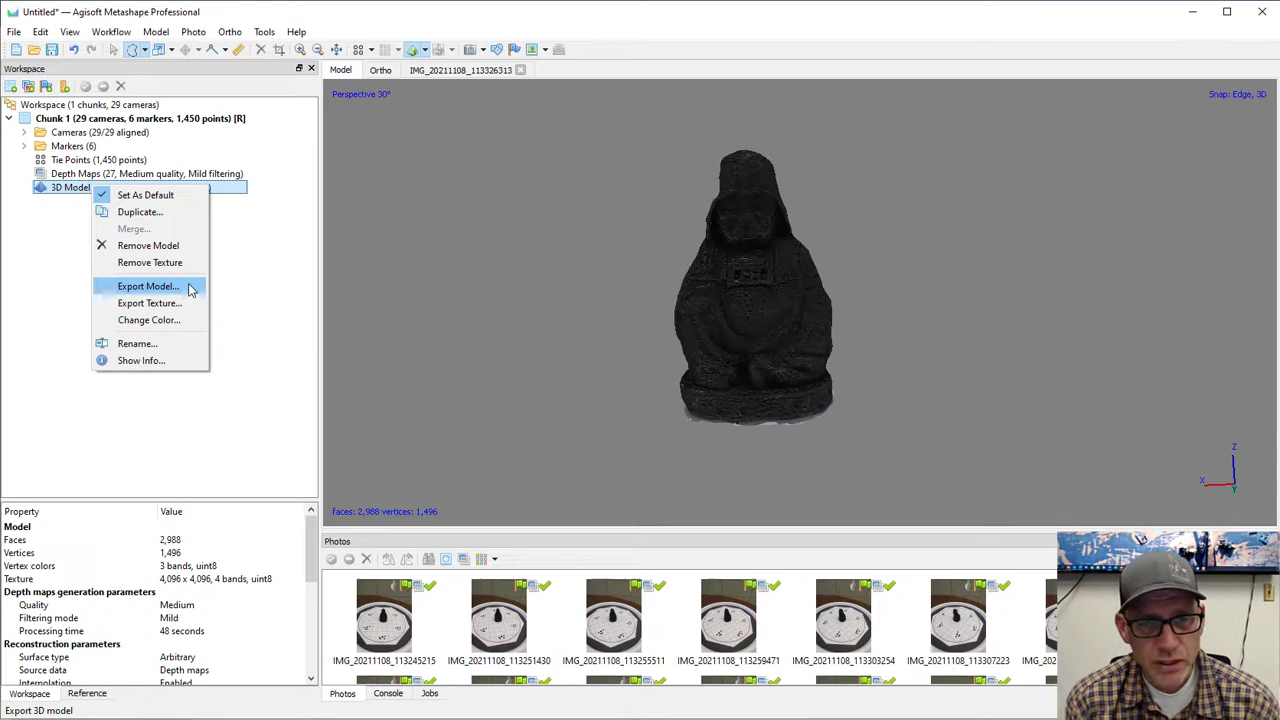 Untitled* — Agisoft Metashape Professional
File Edit View Workflow Model Photo Ortho Tools Help
Workspace
Model Ortho IMG_20211108_113326313
Perspective 30°
Snap: Edge, 3D
Workspace (1 chunks, 29 cameras)
Chunk 1 (29 cameras, 6 markers, 1,450 points) [R]
Cameras (29/29 aligned)
Markers (6)
Tie Points (1,450 points)
Depth Maps (27, Medium quality, Mild filtering)
3D Model
Set As Default
Duplicate...
Merge...
Remove Model
Remove Texture
Export Model...
Export Texture...
Change Color...
Rename...
Show Info...
Z
X
Y
faces: 2,988 vertices: 1,496
Property Value
Model
Faces 2,988
Vertices 1,496
Vertex colors 3 bands, uint8
Texture 4,096 x 4,096, 4 bands, uint8
Depth maps generation parameters
Quality Medium
Filtering mode Mild
Processing time 48 seconds
Reconstruction parameters
Surface type Arbitrary
Source data Depth maps
Interpolation Enabled
Photos
IMG_20211108_113245215 IMG_20211108_113251430 IMG_20211108_113255511 IMG_20211108_113259471 IMG_20211108_113303254 IMG_20211108_113307223
Workspace Reference
Photos Console Jobs
Export 3D model